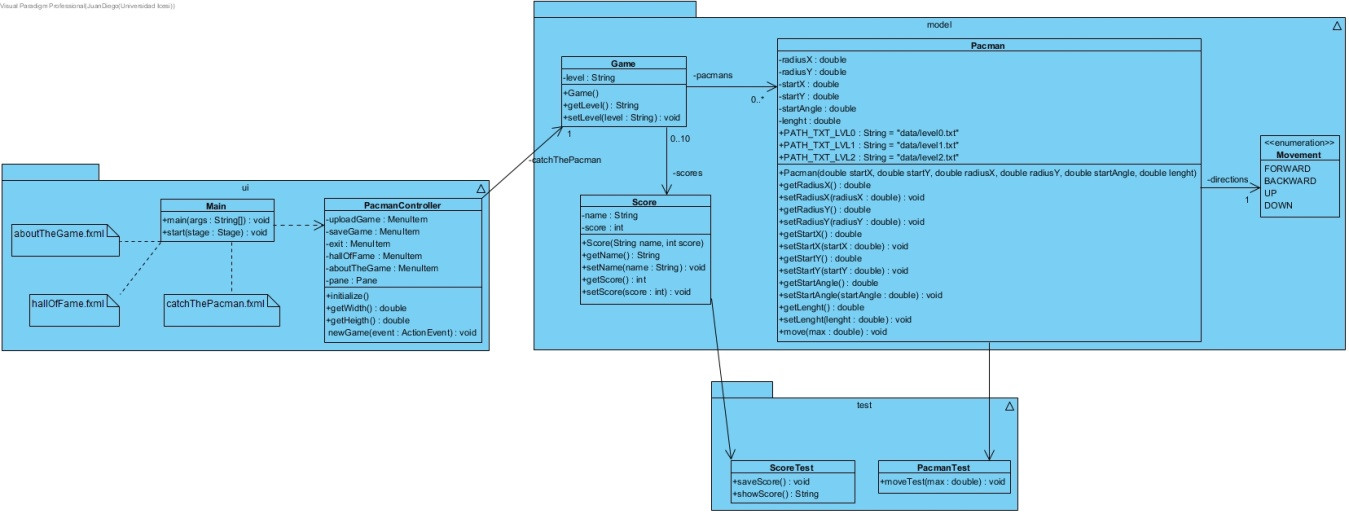 Visual Paradigm Professional(JuanDiego(Universidad Icesi))
model
Game
-level : String
+Game()
+getLevel() : String
+setLevel(level : String) : void
-pacmans
0..*
1
0..10
-scores
-catchThePacman
Pacman
-radiusX : double
-radiusY : double
-startX : double
-startY : double
-startAngle : double
-lenght : double
+PATH_TXT_LVL0 : String = "data/level0.txt"
+PATH_TXT_LVL1 : String = "data/level1.txt"
+PATH_TXT_LVL2 : String = "data/level2.txt"
+Pacman(double startX, double startY, double radiusX, double radiusY, double startAngle, double lenght)
+getRadiusX() : double
+setRadiusX(radiusX : double) : void
+getRadiusY() : double
+setRadiusY(radiusY : double) : void
+getStartX() : double
+setStartX(startX : double) : void
+getStartY() : double
+setStartY(startY : double) : void
+getStartAngle() : double
+setStartAngle(startAngle : double) : void
+getLenght() : double
+setLenght(lenght : double) : void
+move(max : double) : void
-directions
1
<<enumeration>>
Movement
FORWARD
BACKWARD
UP
DOWN
Score
-name : String
-score : int
+Score(String name, int score)
+getName() : String
+setName(name : String) : void
+getScore() : int
+setScore(score : int) : void
ui
Main
+main(args : String[]) : void
+start(stage : Stage) : void
aboutTheGame.fxml
hallOfFame.fxml
catchThePacman.fxml
PacmanController
-uploadGame : MenuItem
-saveGame : MenuItem
-exit : MenuItem
-hallOfFame : MenuItem
-aboutTheGame : MenuItem
-pane : Pane
+initialize()
+getWidth() : double
+getHeigth() : double
newGame(event : ActionEvent) : void
test
ScoreTest
+saveScore() : void
+showScore() : String
PacmanTest
+moveTest(max : double) : void